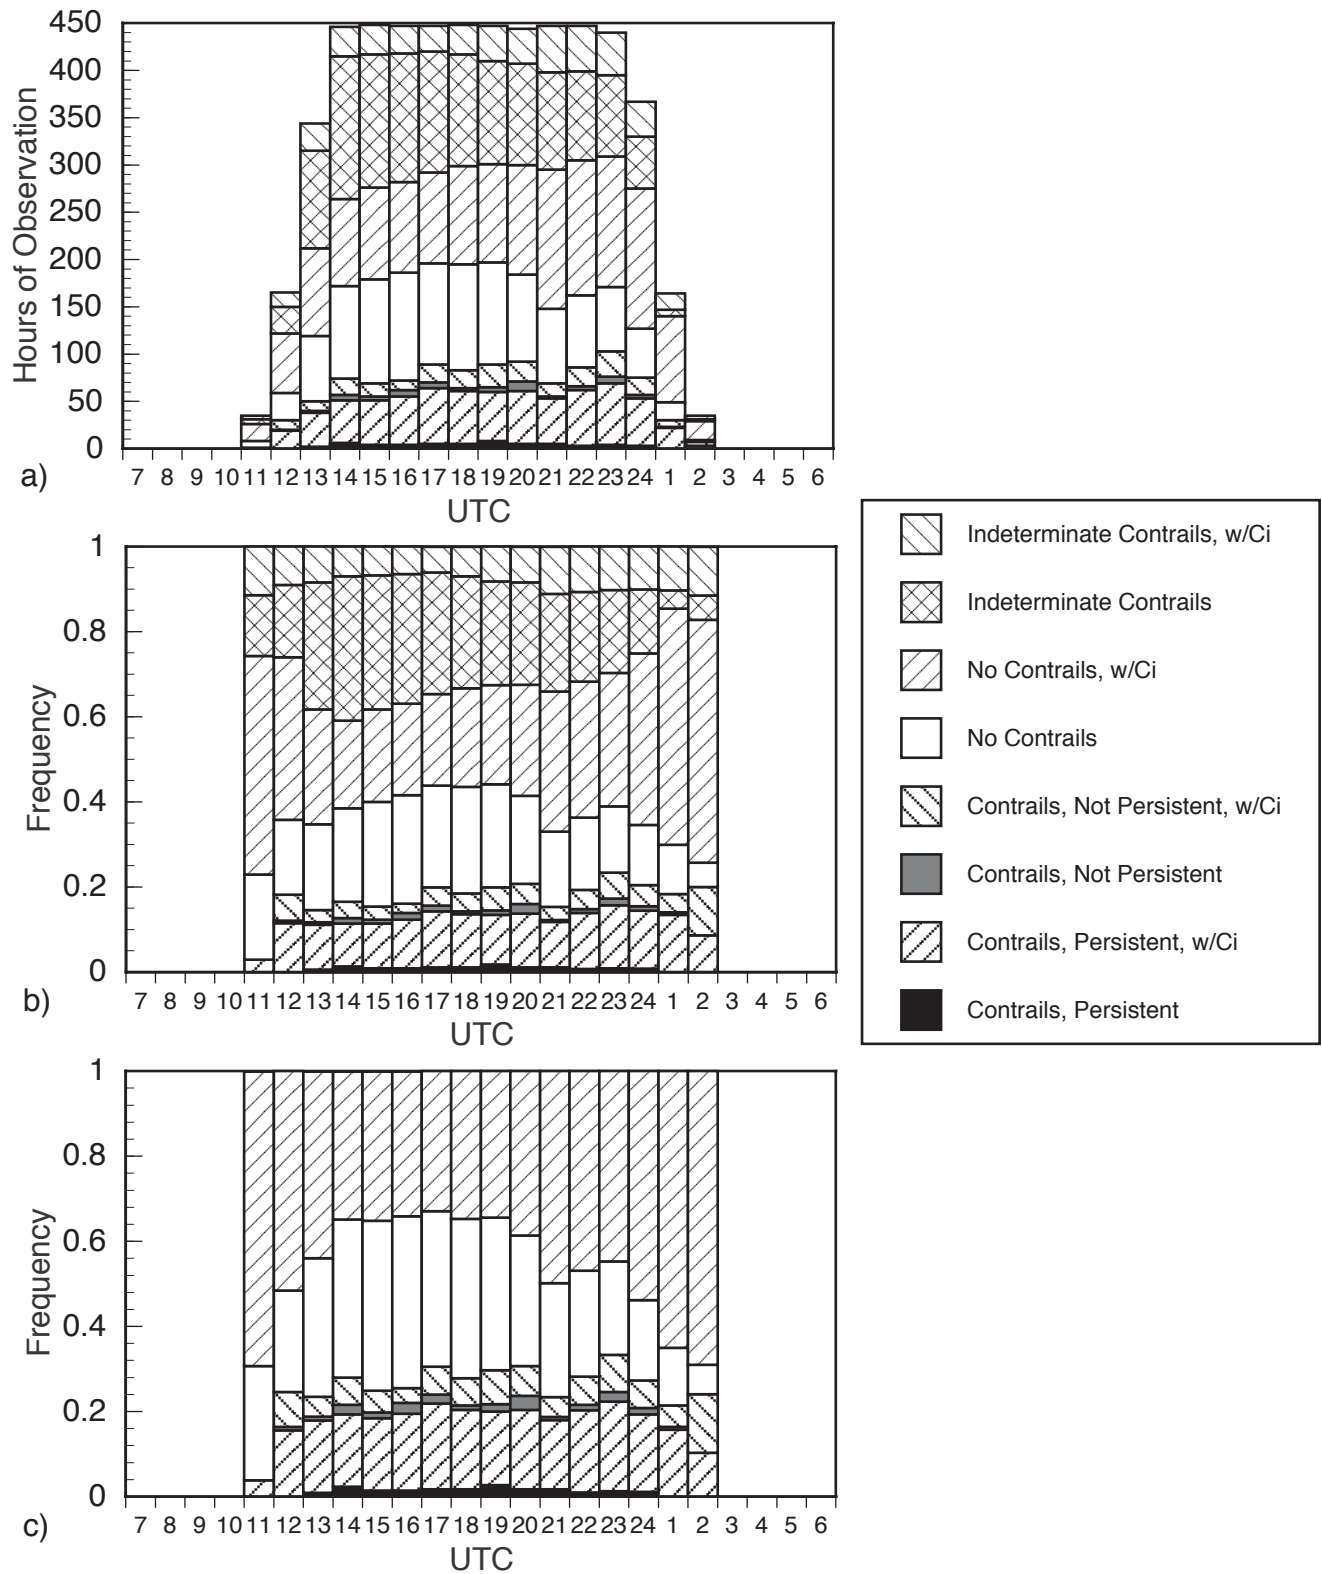 450
400
350
300
250
200
150
100
50
0
Hours of Observation
7 8 9 10 11 12 13 14 15 16 17 18 19 20 21 22 23 24 1 2 3 4 5 6
a)
UTC
1
0.8
0.6
0.4
0.2
0
Frequency
7 8 9 10 11 12 13 14 15 16 17 18 19 20 21 22 23 24 1 2 3 4 5 6
b)
UTC
Indeterminate Contrails, w/Ci
Indeterminate Contrails
No Contrails, w/Ci
No Contrails
Contrails, Not Persistent, w/Ci
Contrails, Not Persistent
Contrails, Persistent, w/Ci
Contrails, Persistent
1
0.8
0.6
0.4
0.2
0
Frequency
7 8 9 10 11 12 13 14 15 16 17 18 19 20 21 22 23 24 1 2 3 4 5 6
c)
UTC